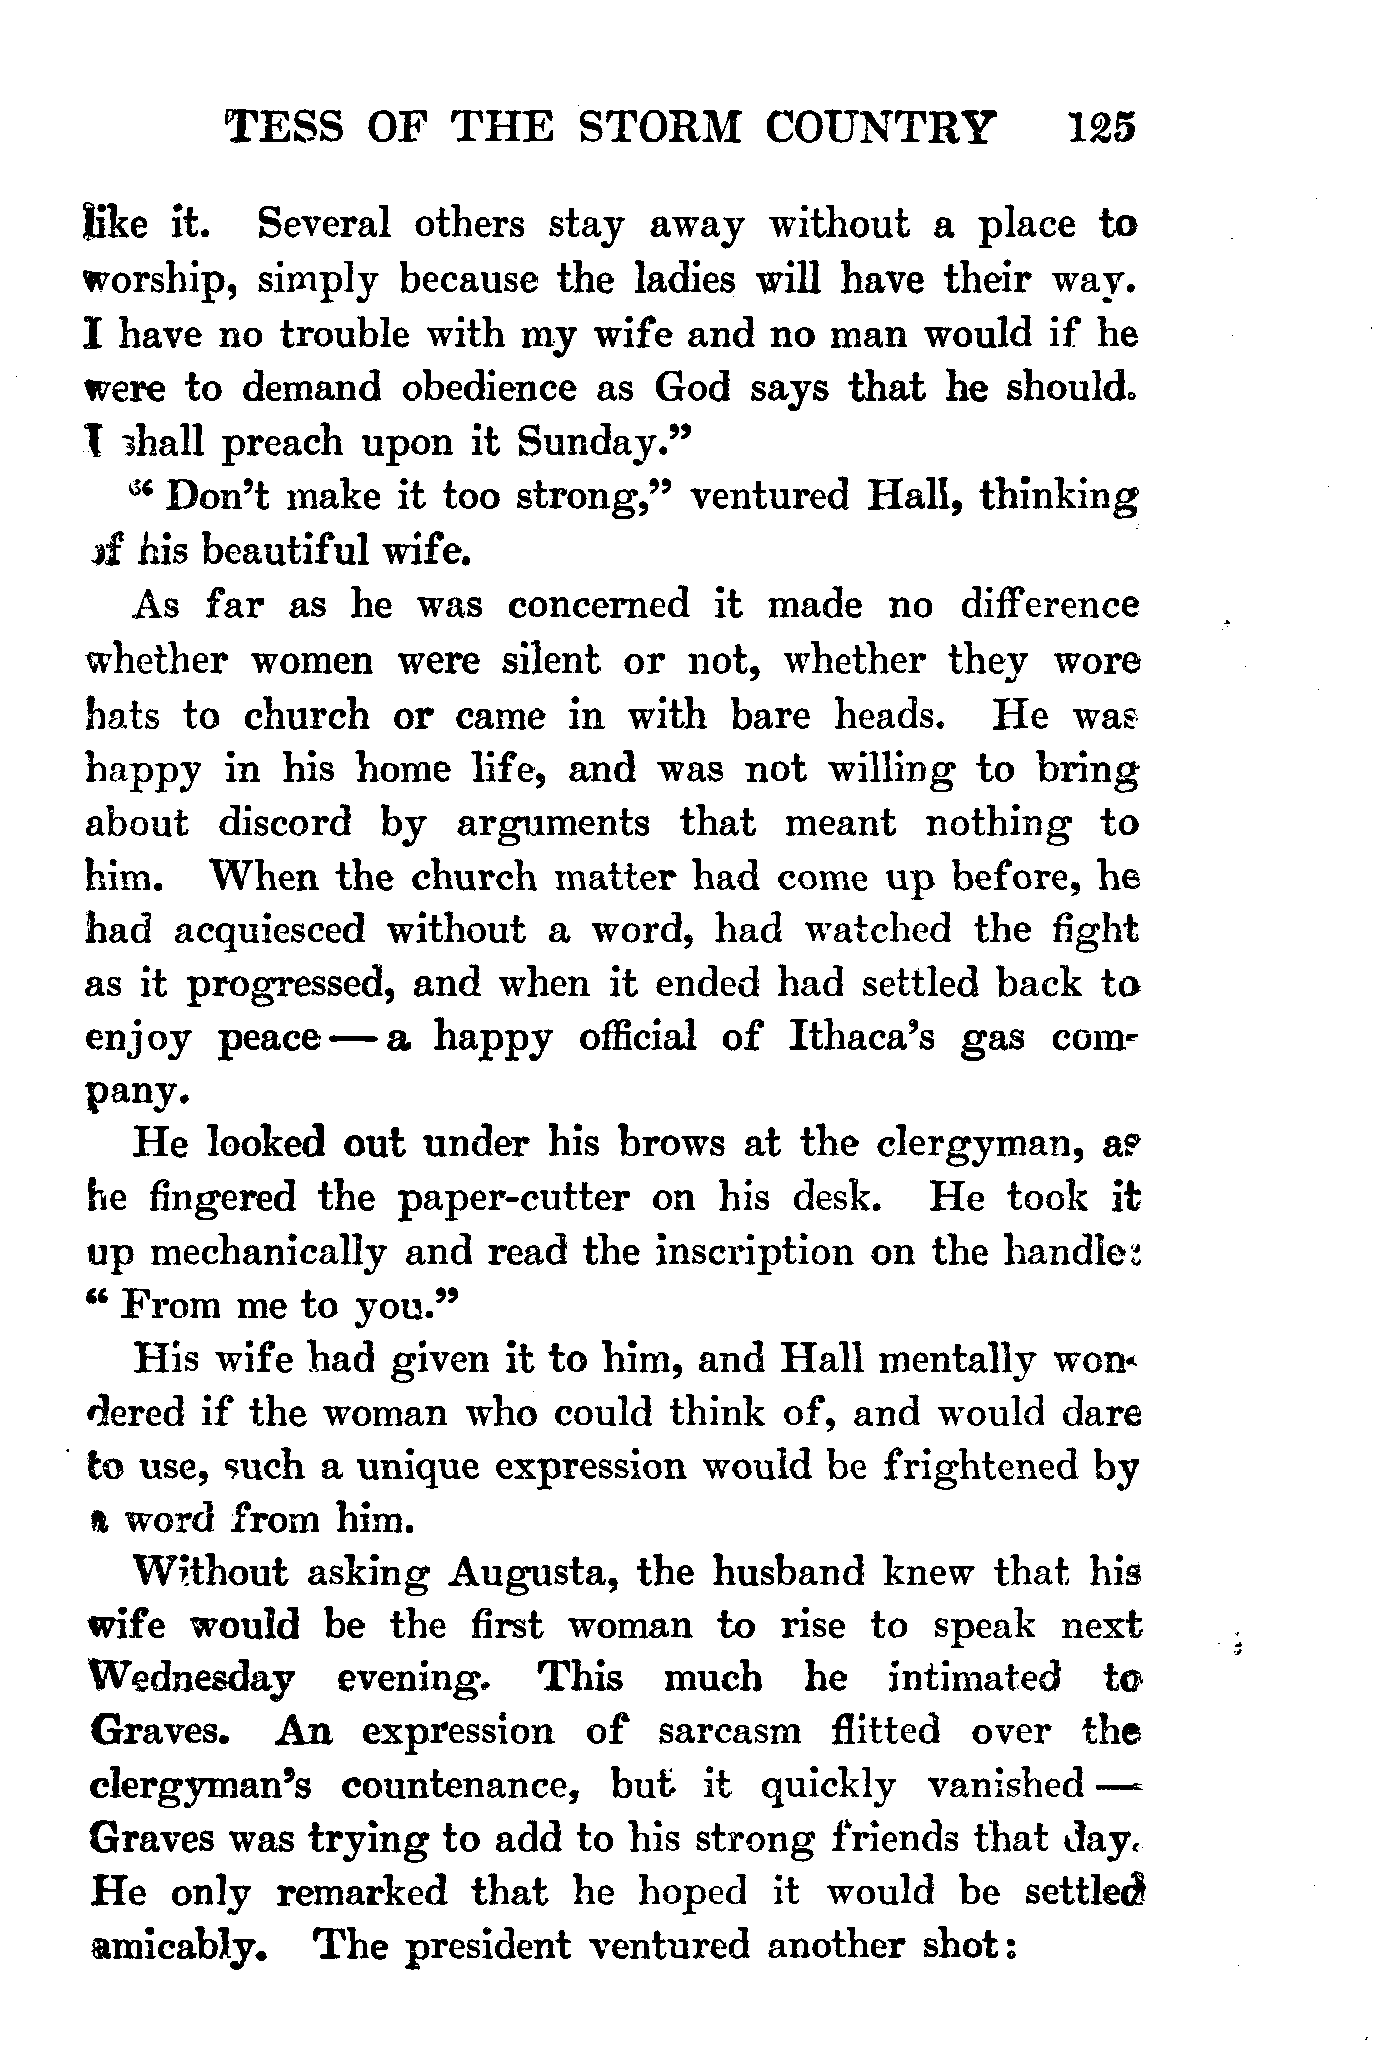 TESS OF THE STORM COUNTRY 125
like it. Several others stay away without a place to
worship, simply because the ladies will have their way.
I have no trouble with my wife and no man would if he
were to demand obedience as God says that he should.
I shall preach upon it Sunday."
" Don't make it too strong," ventured Hall, thinking
of his beautiful wife.
As far as he was concerned it made no difference
whether women were silent or not, whether they wore
hats to church or came in with bare heads. He was
happy in his home life, and was not willing to bring
about discord by arguments that meant nothing to
him. When the church matter had come up before, he
had acquiesced without a word, had watched the fight
as it progressed, and when it ended had settled back to
enjoy peace — a happy official of Ithaca's gas com-
pany.
He looked out under his brows at the clergyman, as
he fingered the paper-cutter on his desk. He took it
up mechanically and read the inscription on the handle:
" From me to you."
His wife had given it to him, and Hall mentally won-
dered if the woman who could think of, and would dare
to use, such a unique expression would be frightened by
a word from him.
Without asking Augusta, the husband knew that his
wife would be the first woman to rise to speak next
Wednesday evening. This much he intimated to
Graves. An expression of sarcasm flitted over the
clergyman's countenance, but it quickly vanished —
Graves was trying to add to his strong friends that day.
He only remarked that he hoped it would be settled
amicably. The president ventured another shot: